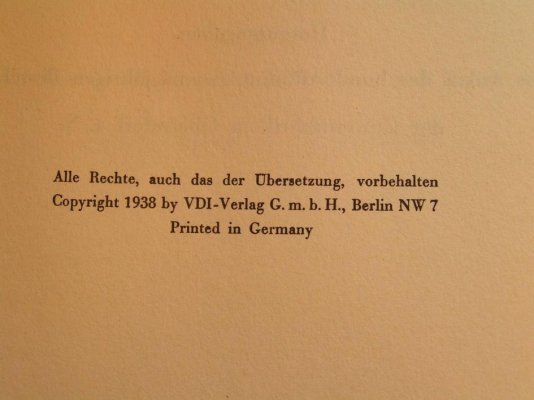 Alle Rechte, auch das der Übersetzung, vorbehalten
Copyright 1938 by VDI-Verlag G. m. b. H., Berlin NW 7
Printed in Germany